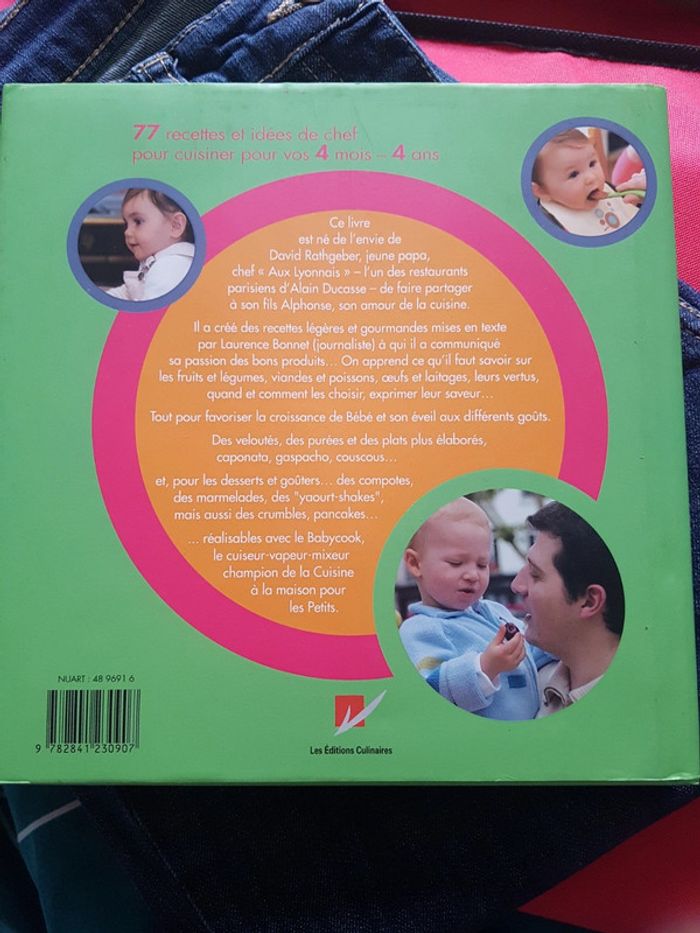 77 recettes et idées de chef
pour cuisiner pour vos 4 mois – 4 ans
Ce livre
est né de l'envie de
David Rathgeber, jeune papa,
chef « Aux Lyonnais » – l'un des restaurants
parisiens d'Alain Ducasse – de faire partager
à son fils Alphonse, son amour de la cuisine.
Il a créé des recettes légères et gourmandes mises en texte
par Laurence Bonnet (journaliste) à qui il a communiqué
sa passion des bons produits... On apprend ce qu'il faut savoir sur
les fruits et légumes, viandes et poissons, œufs et laitages, leurs vertus,
quand et comment les choisir, exprimer leur saveur...
Tout pour favoriser la croissance de Bébé et son éveil aux différents goûts.
Des veloutés, des purées et des plats plus élaborés,
caponata, gaspacho, couscous...
et, pour les desserts et goûters... des compotes,
des marmelades, des "yaourt-shakes",
mais aussi des crumbles, pancakes...
... réalisables avec le Babycook,
le cuiseur-vapeur-mixeur
champion de la Cuisine
à la maison pour
les Petits.
NUART : 48 9691 6
9 782841 230907
Les Éditions Culinaires